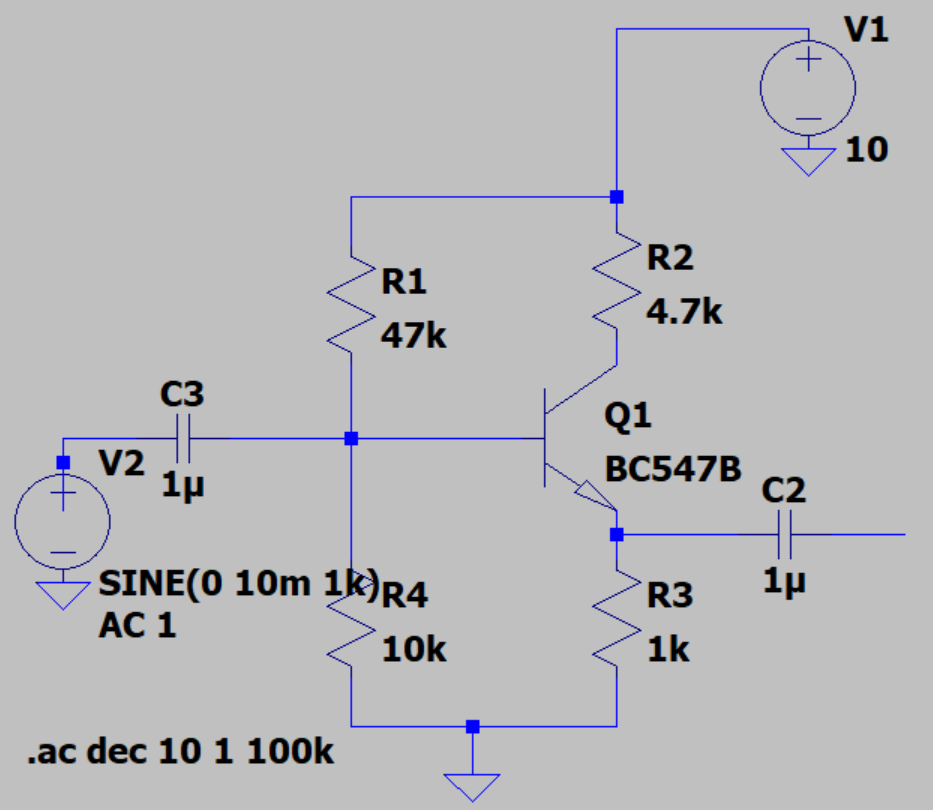 V1
10
R1
47k
R2
4.7k
C3
1µ
V2
Q1
BC547B
C2
1µ
SINE(0 10m 1k)
AC 1
R4
10k
R3
1k
.ac dec 10 1 100k